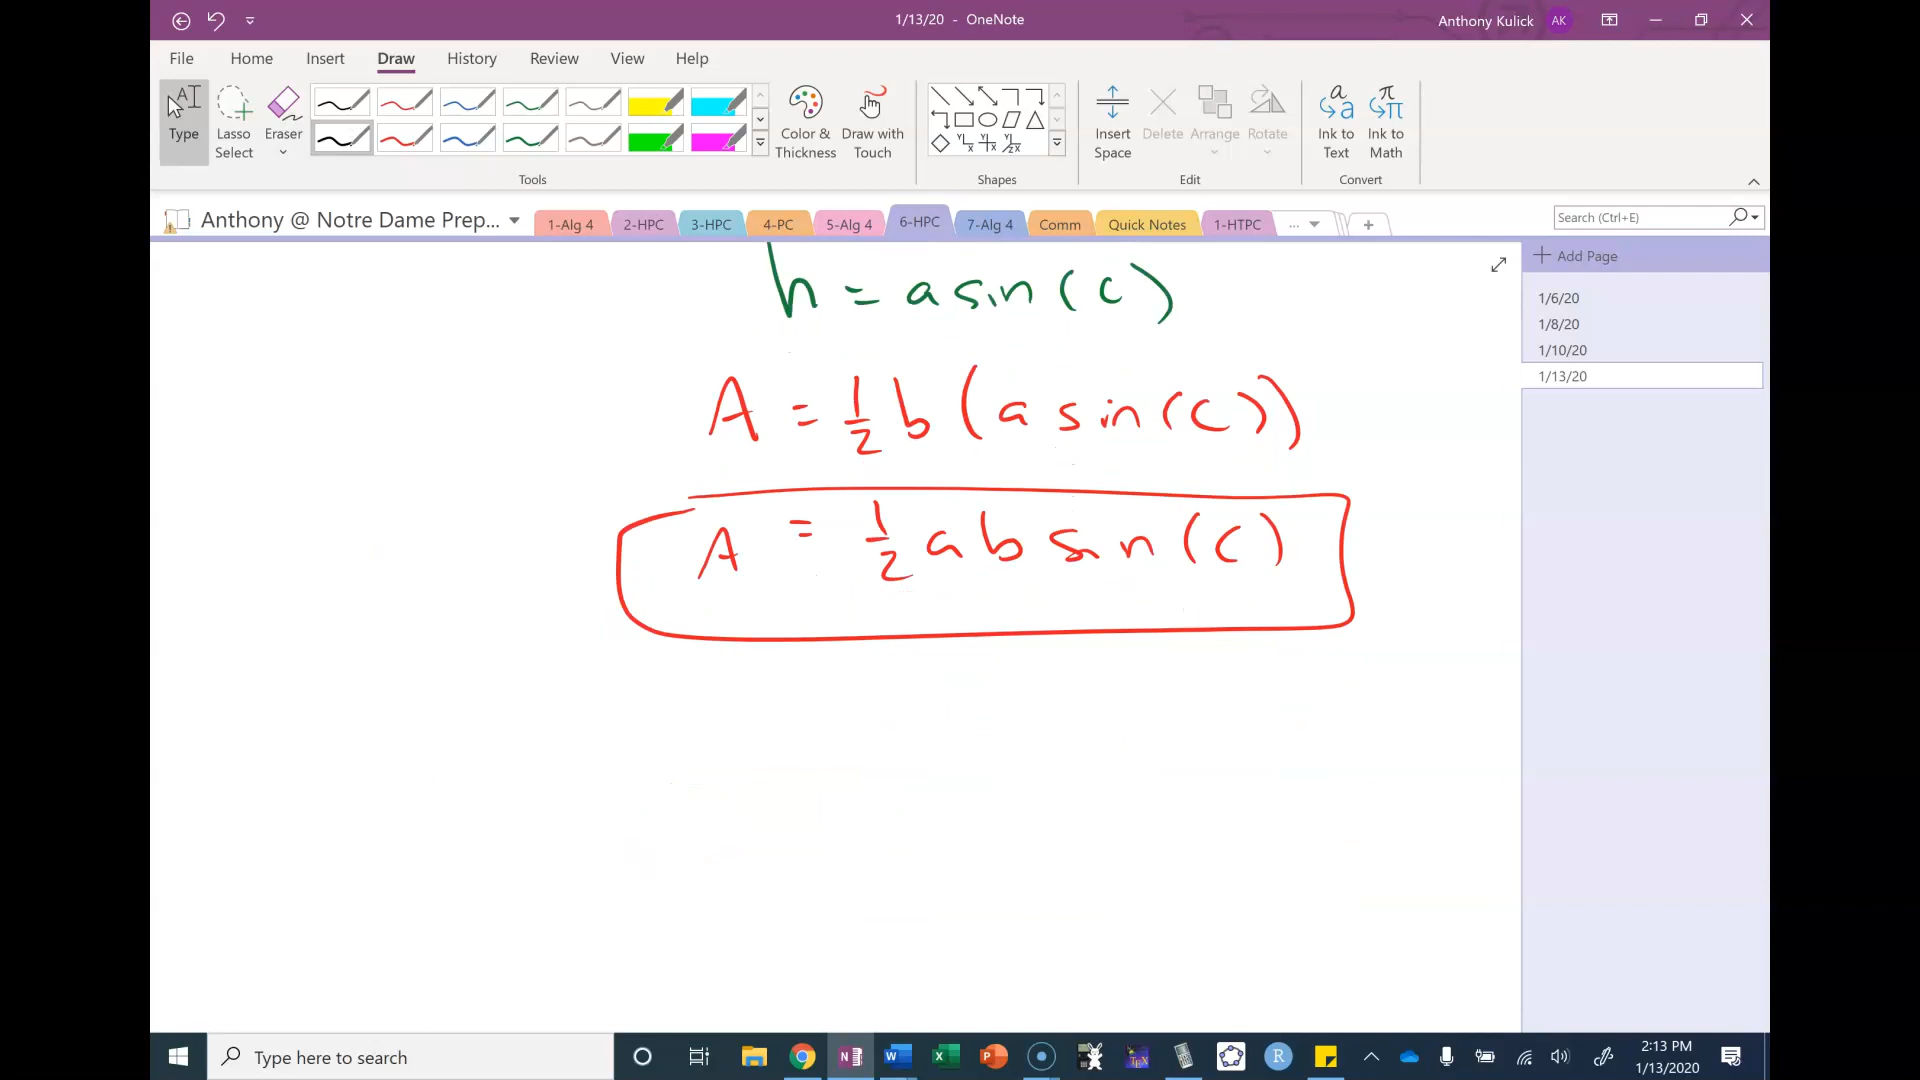 1/13/20 - OneNote
Anthony Kulick AK
File Home Insert Draw History View Help
Type
Lasso Select
Eraser
Color & Thickness
Draw with Touch
Insert Space
Delete
Arrange
Rotate
Ink to Text
Ink to Math
Tools
Shapes
Edit
Convert
Anthony @ Notre Dame Prep...
1-Alg 4
2-HPC
3-HPC
4-PC
5-Alg 4
6-HPC
7-Alg 4
Comm
Quick Notes
1-HTPC
...
Search (Ctrl+E)
Add Page
1/6/20
1/8/20
1/10/20
1/13/20
h = a sin(c)
A = 1/2 b (a sin(c))
A = 1/2 a b sin(c)
Type here to search
2:13 PM
1/13/2020